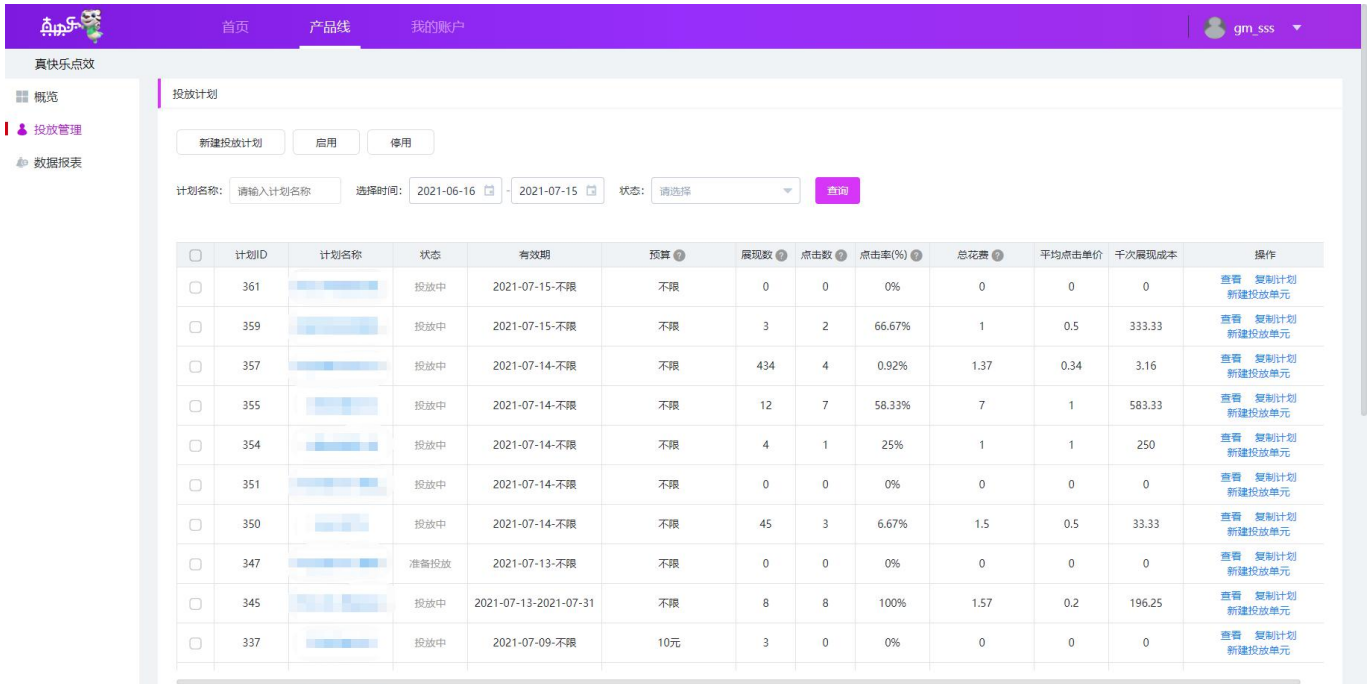 真快乐 首页 产品线 我的账户 gm_sss
真快乐点效
概览
投放管理
数据报表
投放计划
新建投放计划 启用 停用
计划名称： 请输入计划名称 选择时间： 2021-06-16 - 2021-07-15 状态： 请选择 查询
计划ID 计划名称 状态 有效期 预算 展现数 点击数 点击率(%) 总花费 平均点击单价 千次展现成本 操作
361 投放中 2021-07-15-不限 不限 0 0 0% 0 0 0 查看 复制计划
新建投放单元
359 投放中 2021-07-15-不限 不限 3 2 66.67% 1 0.5 333.33 查看 复制计划
新建投放单元
357 投放中 2021-07-14-不限 不限 434 4 0.92% 1.37 0.34 3.16 查看 复制计划
新建投放单元
355 投放中 2021-07-14-不限 不限 12 7 58.33% 7 1 583.33 查看 复制计划
新建投放单元
354 投放中 2021-07-14-不限 不限 4 1 25% 1 1 250 查看 复制计划
新建投放单元
351 投放中 2021-07-14-不限 不限 0 0 0% 0 0 0 查看 复制计划
新建投放单元
350 投放中 2021-07-14-不限 不限 45 3 6.67% 1.5 0.5 33.33 查看 复制计划
新建投放单元
347 准备投放 2021-07-13-不限 不限 0 0 0% 0 0 0 查看 复制计划
新建投放单元
345 投放中 2021-07-13-2021-07-31 不限 8 8 100% 1.57 0.2 196.25 查看 复制计划
新建投放单元
337 投放中 2021-07-09-不限 10元 3 0 0% 0 0 0 查看 复制计划
新建投放单元